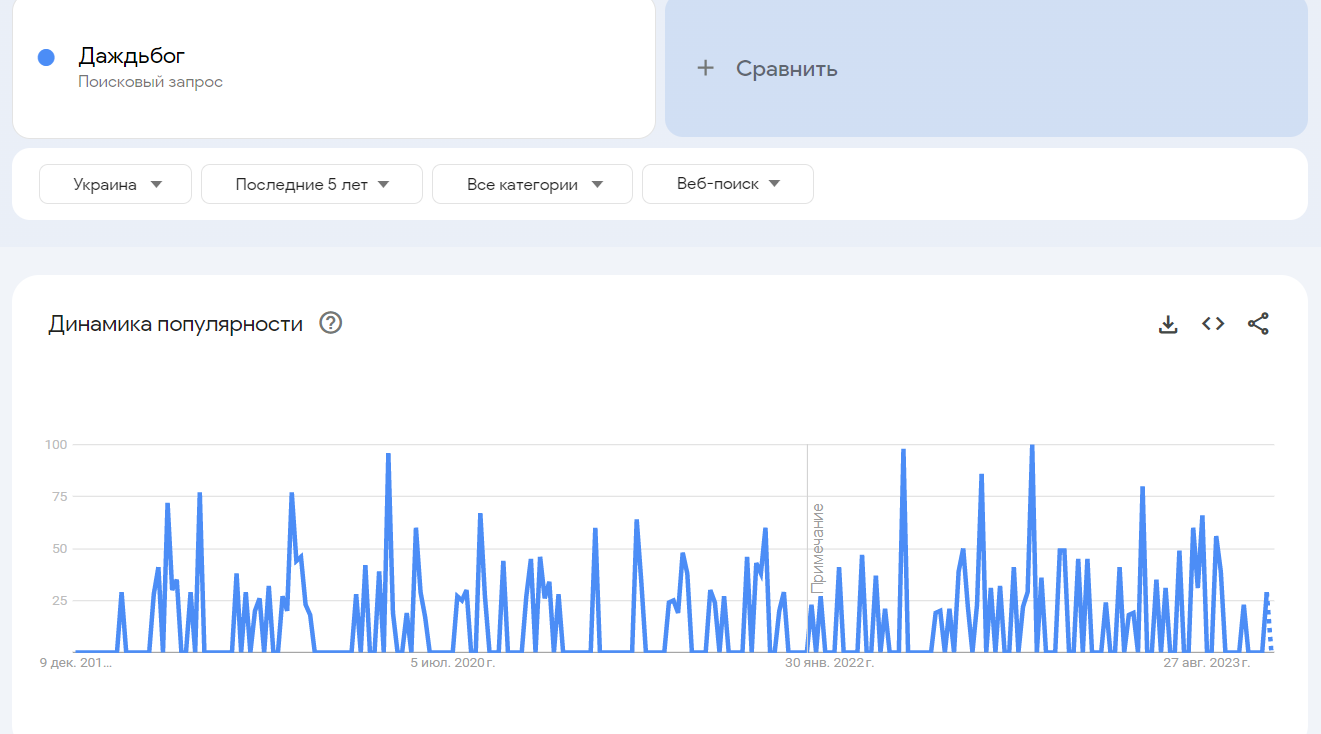 Даждьбог
Поисковый запрос
+ Сравнить
Украина
Последние 5 лет
Все категории
Веб-поиск
Динамика популярности ?
100
75
50
25
Примечание
9 дек. 201...
5 июл. 2020 г.
30 янв. 2022 г.
27 авг. 2023 г.